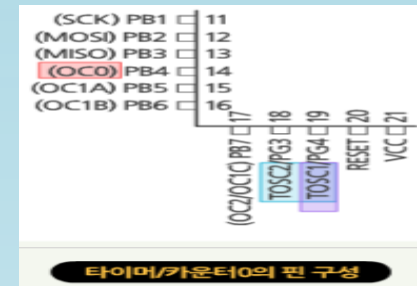 (SCK) PB1 11
(MOSI) PB2 12
(MISO) PB3 13
(OC0) PB4 14
(OC1A) PB5 15
(OC1B) PB6 16
(OC2/OC1C) PB7 17
TOSC2/PG3 18
TOSC1/PG4 19
RESET 20
VCC 21
타이머/카운터0의 핀 구성